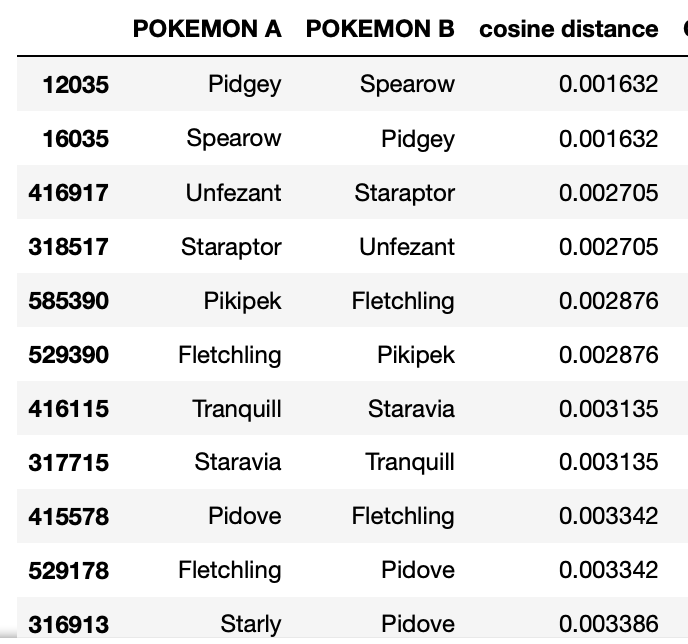 POKEMON A POKEMON B cosine distance
12035 Pidgey Spearow 0.001632
16035 Spearow Pidgey 0.001632
416917 Unfezant Staraptor 0.002705
318517 Staraptor Unfezant 0.002705
585390 Pikipek Fletchling 0.002876
529390 Fletchling Pikipek 0.002876
416115 Tranquill Staravia 0.003135
317715 Staravia Tranquill 0.003135
415578 Pidove Fletchling 0.003342
529178 Fletchling Pidove 0.003342
316913 Starly Pidove 0.003386